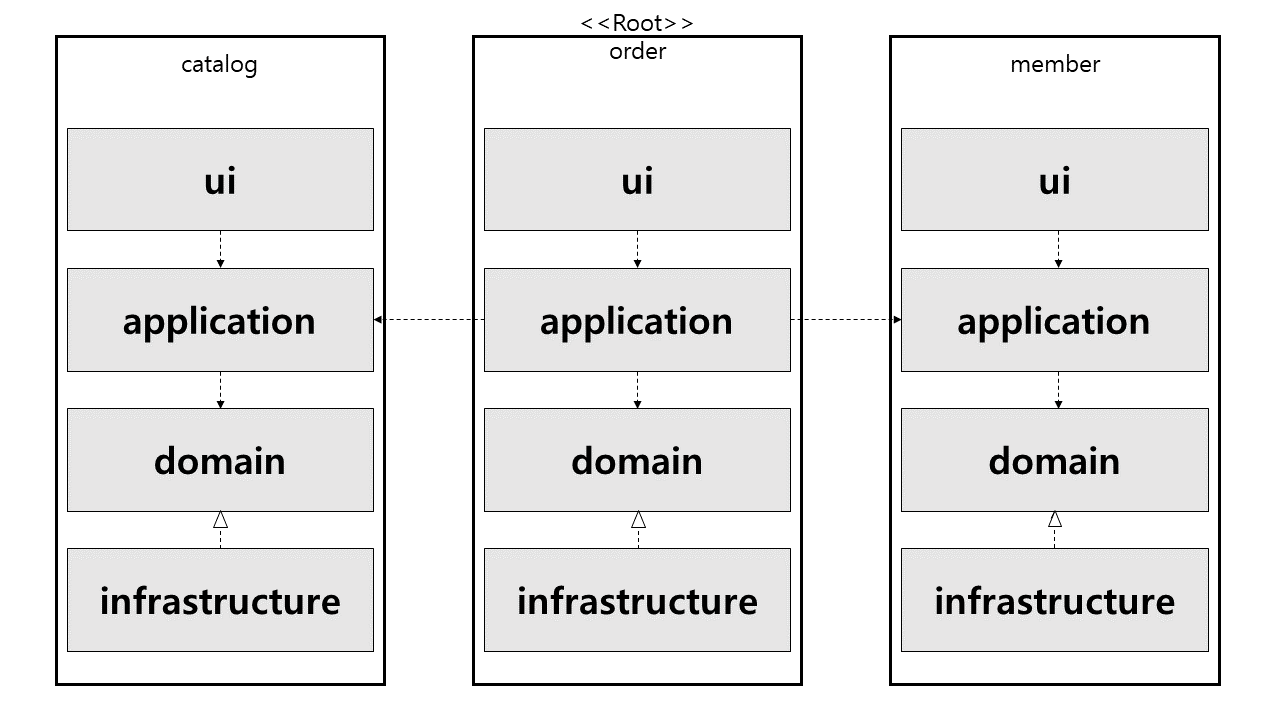 <<Root>>
catalog
order
member
ui
ui
ui
application
application
application
domain
domain
domain
infrastructure
infrastructure
infrastructure